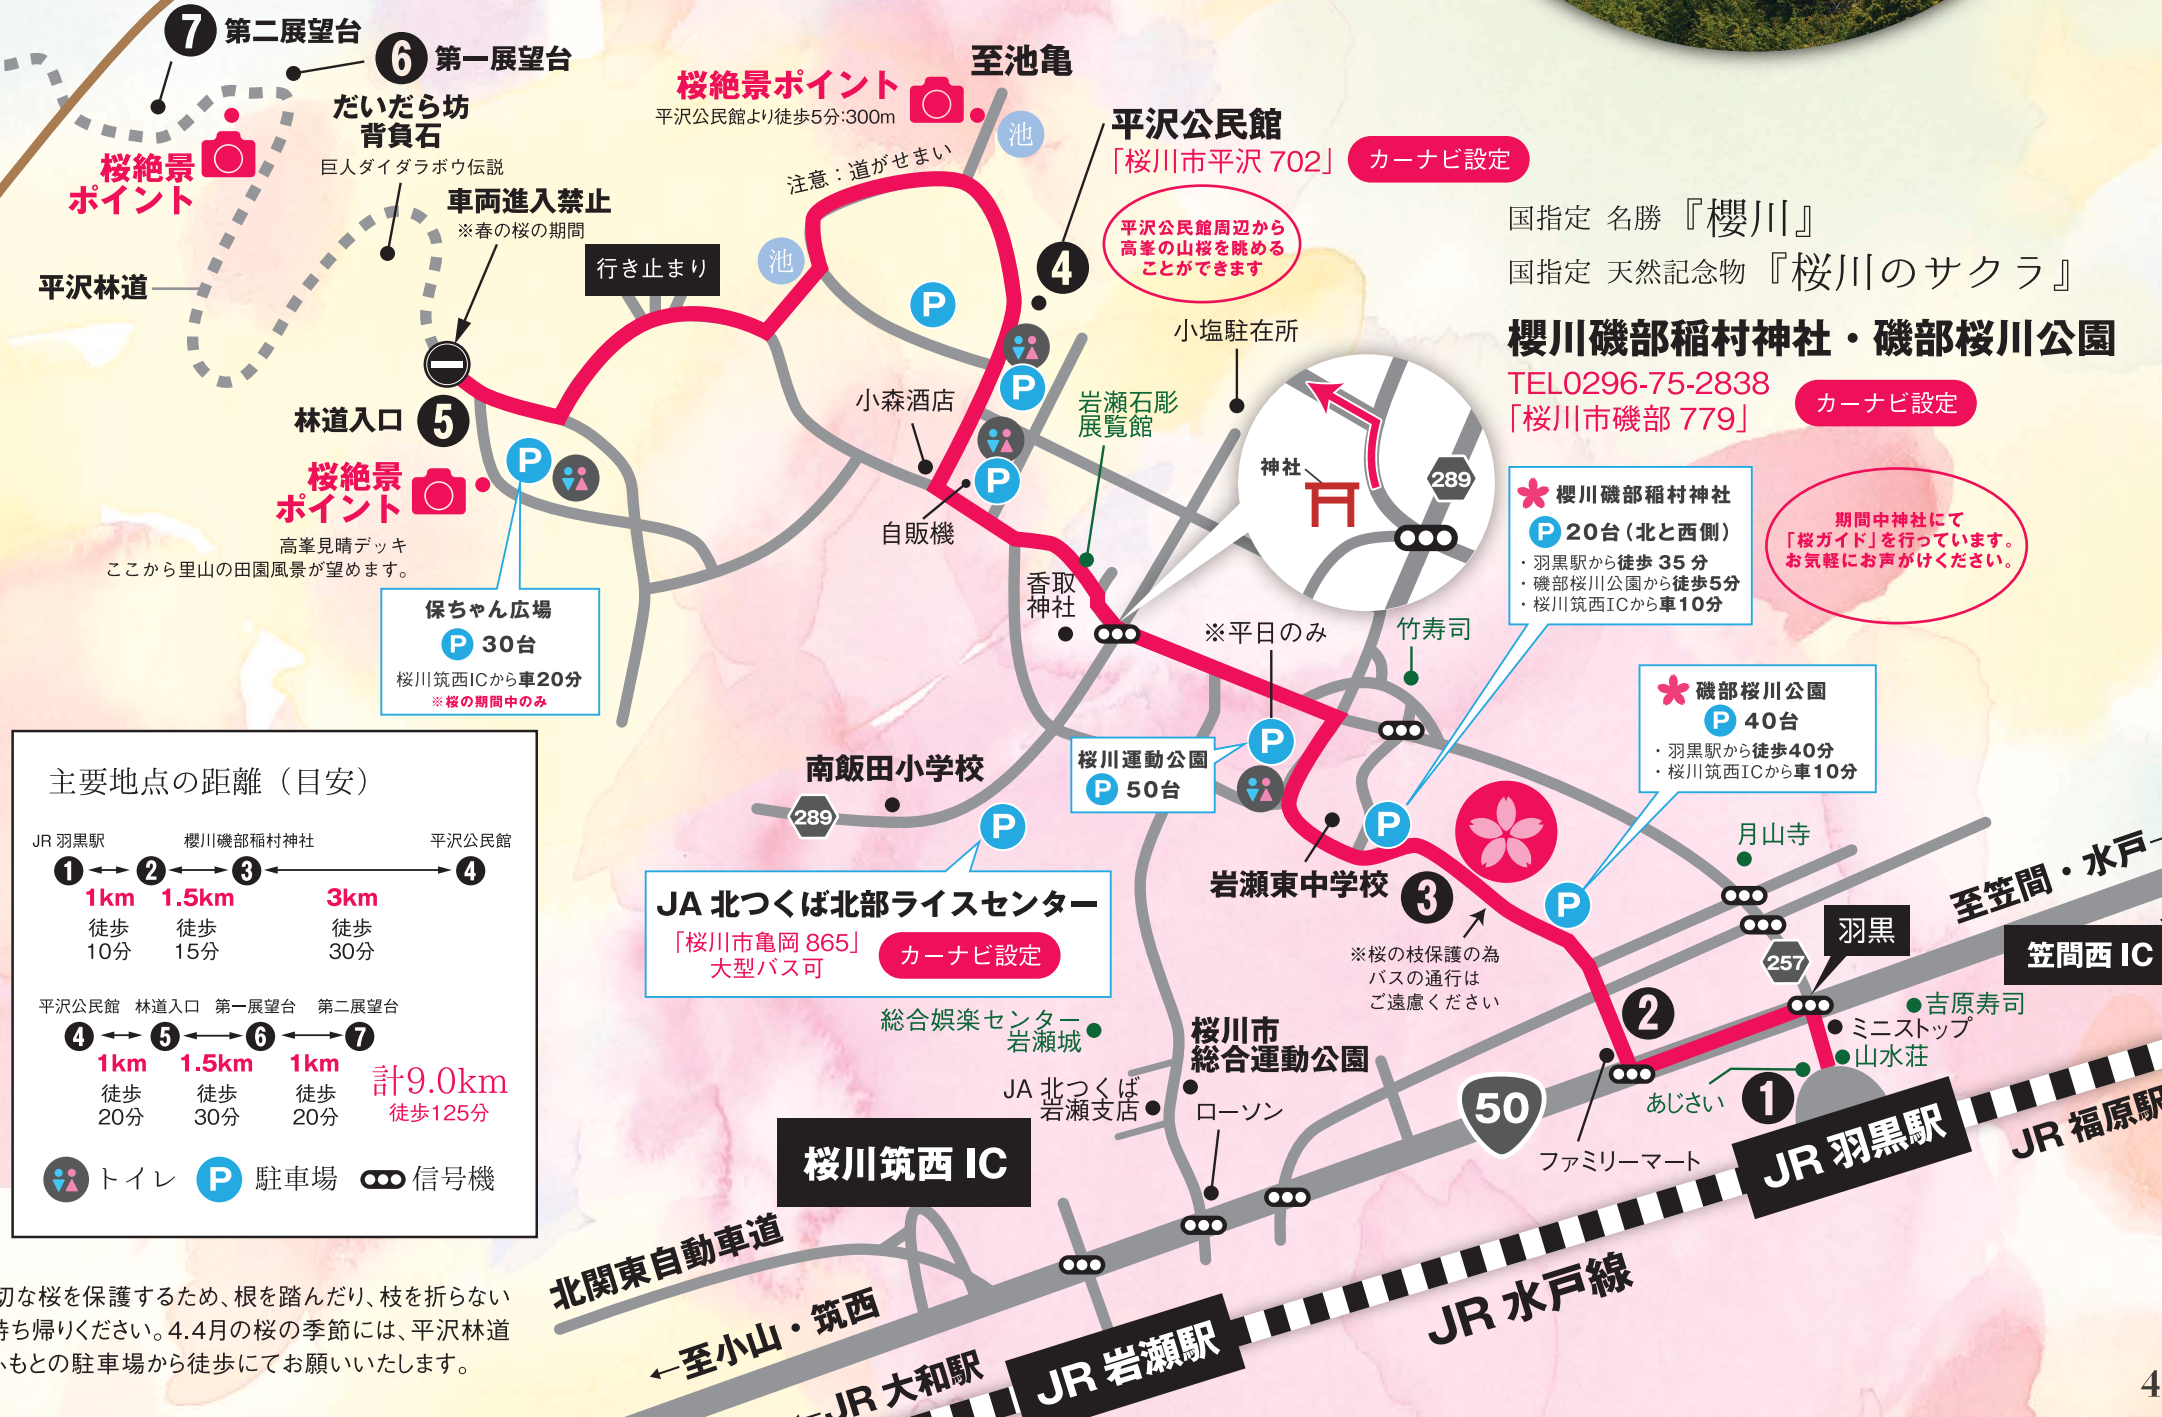 7 第二展望台
6 第一展望台
だいだら坊
背負石
巨人ダイダラボウ伝説
桜絶景
ポイント
車両進入禁止
※春の桜の期間
平沢林道
行き止まり
桜絶景ポイント
平沢公民館より徒歩5分:300m
至池亀
池
注意：道がせまい
池
平沢公民館
「桜川市平沢 702」
カーナビ設定
平沢公民館周辺から
高峯の山桜を眺める
ことができます
4
P
小塩駐在所
国指定 名勝 『櫻川』
国指定 天然記念物 『桜川のサクラ』
櫻川磯部稲村神社・磯部桜川公園
TEL0296-75-2838
「桜川市磯部 779」
カーナビ設定
林道入口 5
桜絶景
ポイント
高峯見晴デッキ
ここから里山の田園風景が望めます。
P
保ちゃん広場
P 30台
桜川筑西ICから車20分
※桜の期間中のみ
小森酒店
自販機
P
P
岩瀬石彫
展覧館
香取
神社
神社
289
櫻川磯部稲村神社
P 20台（北と西側）
・羽黒駅から徒歩 35 分
・磯部桜川公園から徒歩5分
・桜川筑西ICから車10分
期間中神社にて
「桜ガイド」を行っています。
お気軽にお声がけください。
※平日のみ
竹寿司
磯部桜川公園
P 40台
・羽黒駅から徒歩40分
・桜川筑西ICから車10分
P
桜川運動公園
P 50台
南飯田小学校
289
P
JA 北つくば北部ライスセンター
「桜川市亀岡 865」
大型バス可
カーナビ設定
岩瀬東中学校
P
3
※桜の枝保護の為
バスの通行は
ご遠慮ください
P
月山寺
257
羽黒
至笠間・水戸→
笠間西 IC
2
吉原寿司
ミニストップ
山水荘
あじさい
1
ファミリーマート
50
JR 羽黒駅
JR 福原駅
総合娯楽センター
岩瀬城
桜川市
総合運動公園
JA 北つくば
岩瀬支店
ローソン
桜川筑西 IC
北関東自動車道
←至小山・筑西
←JR 大和駅
JR 岩瀬駅
JR 水戸線
主要地点の距離（目安）
JR 羽黒駅 櫻川磯部稲村神社 平沢公民館
1 2 3 4
1km 1.5km 3km
徒歩 徒歩 徒歩
10分 15分 30分
平沢公民館 林道入口 第一展望台 第二展望台
4 5 6 7
1km 1.5km 1km
徒歩 徒歩 徒歩
20分 30分 20分
計9.0km
徒歩125分
トイレ P 駐車場 信号機
切な桜を保護するため、根を踏んだり、枝を折らない
持ち帰りください。4.4月の桜の季節には、平沢林道
もとの駐車場から徒歩にてお願いいたします。
4